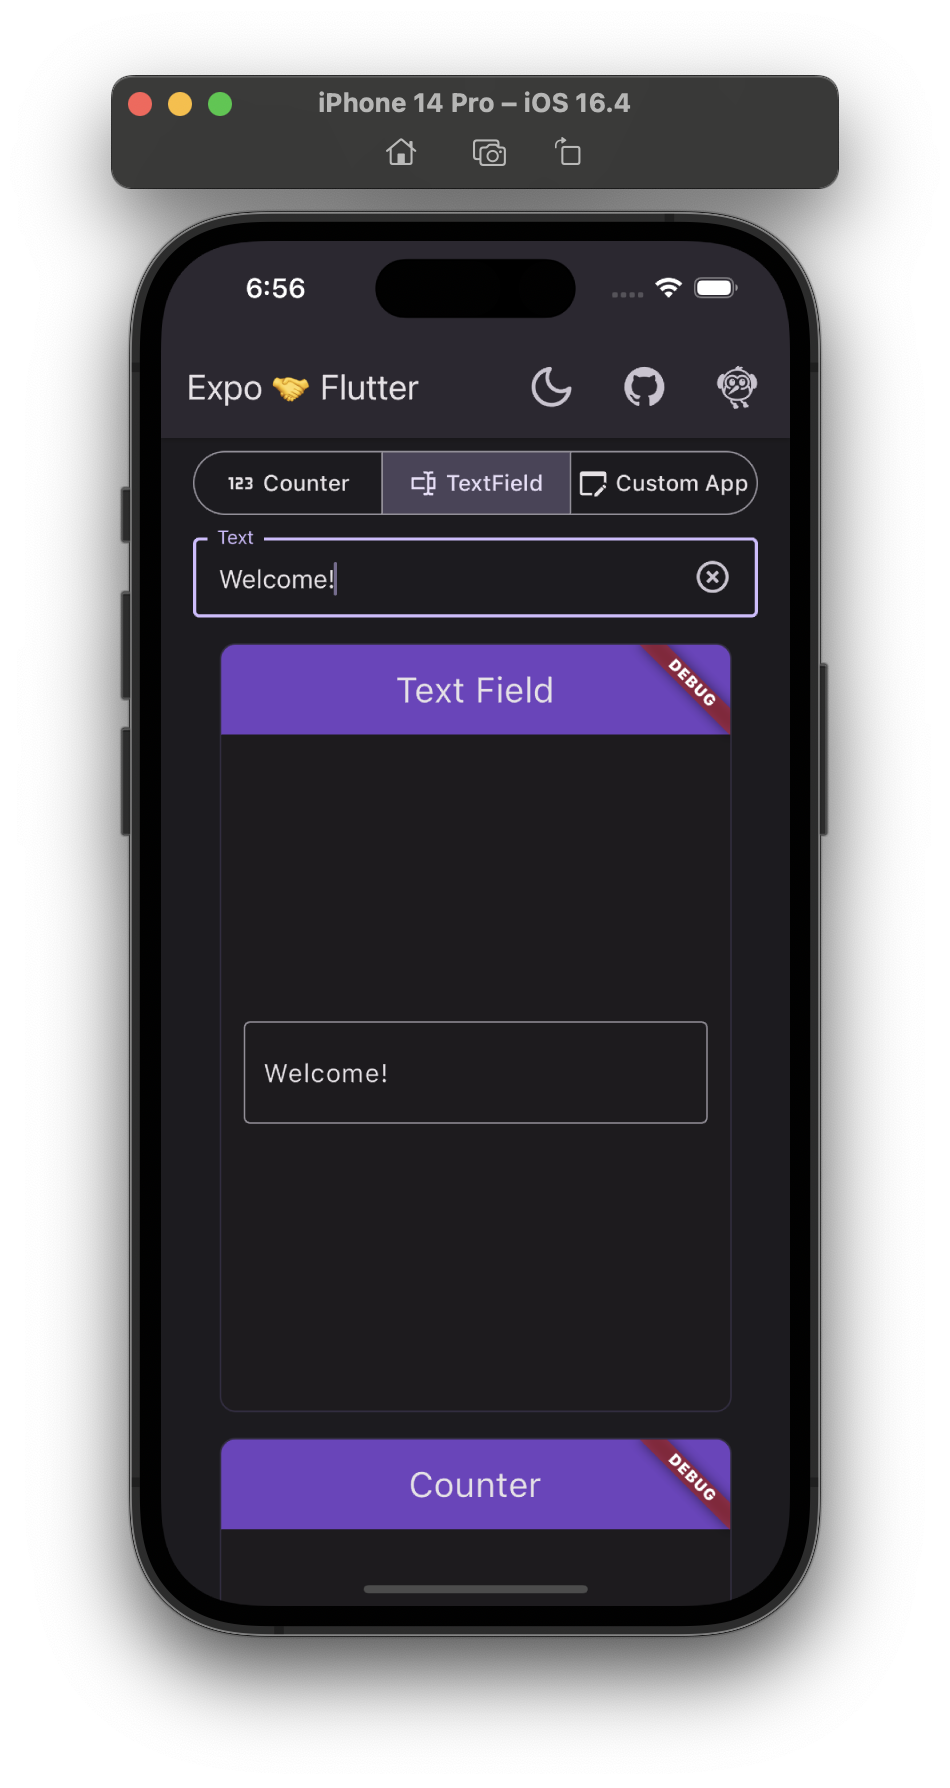 iPhone 14 Pro – iOS 16.4
6:56
Expo 🤝 Flutter
123 Counter
TextField
Custom App
Text
Welcome!
Text Field
DEBUG
Welcome!
Counter
DEBUG